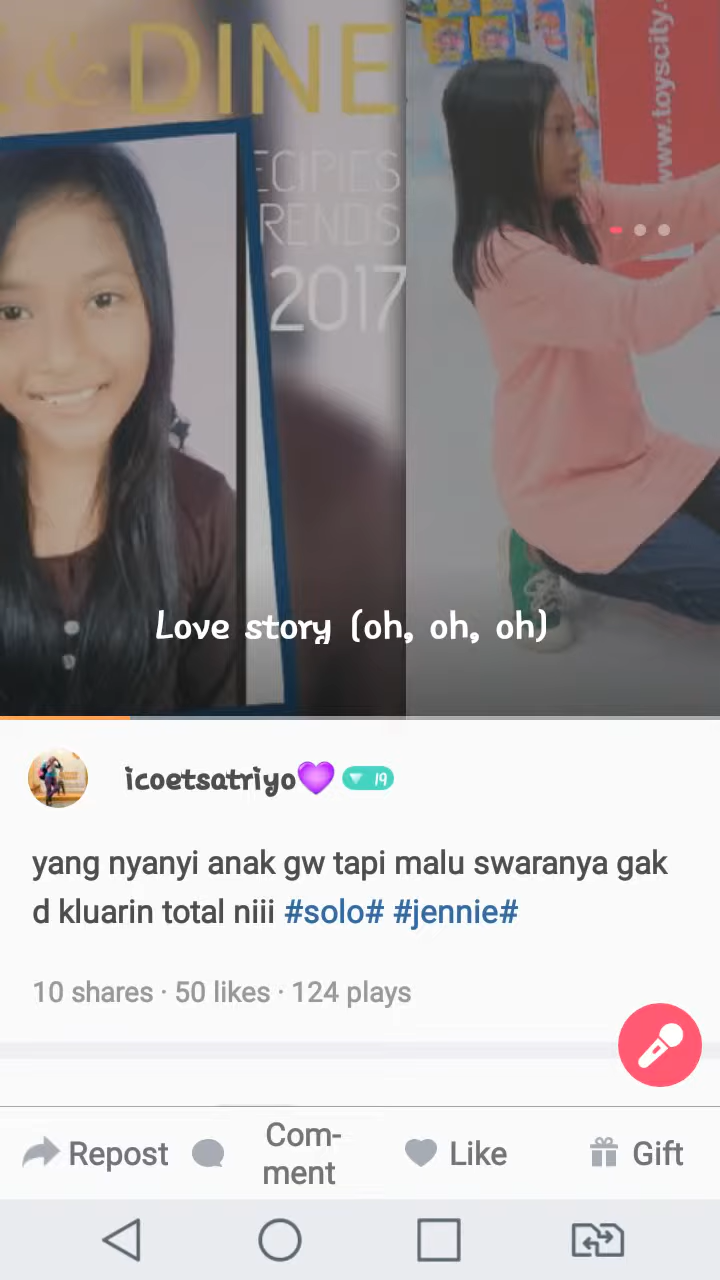 & DINE
ECIPIES
RENDS
2017
www.toyscity.
Love story (oh, oh, oh)
icoetsatriyo💜 19
yang nyanyi anak gw tapi malu swaranya gak
d kluarin total niii #solo# #jennie#
10 shares · 50 likes · 124 plays
Repost
Com-
ment
Like
Gift